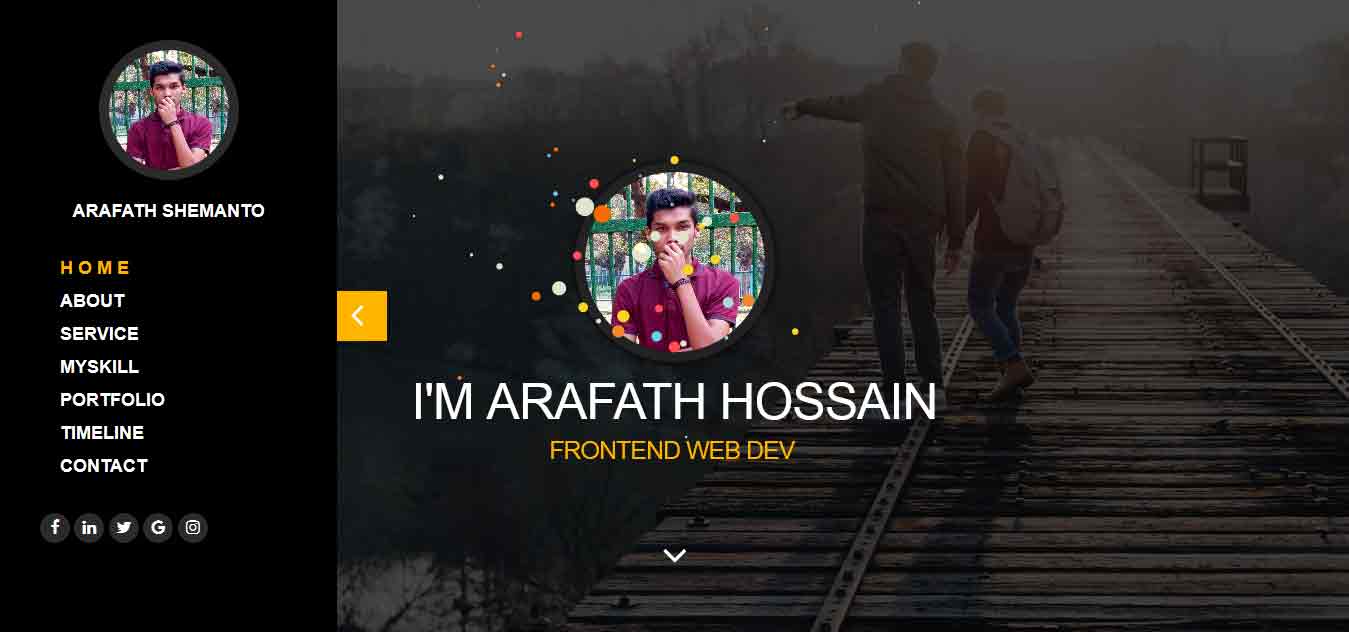 ARAFATH SHEMANTO
HOME
ABOUT
SERVICE
MYSKILL
PORTFOLIO
TIMELINE
CONTACT
I'M ARAFATH HOSSAIN
FRONTEND WEB DEV